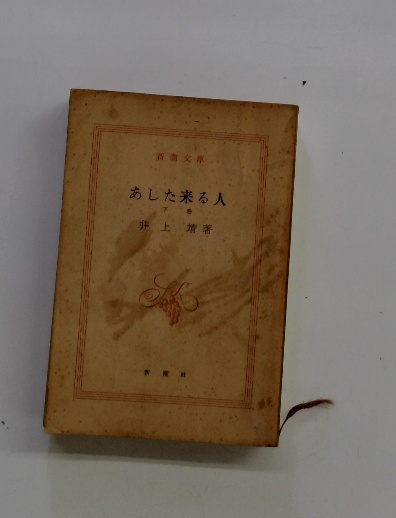 新潮文庫
あした来る人
下巻
井上靖著
新潮社